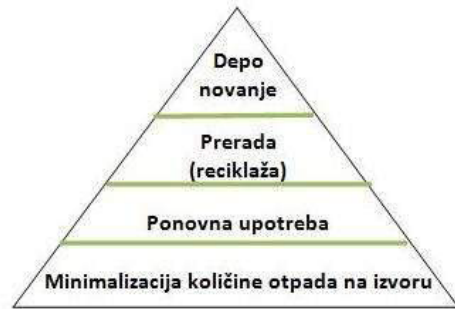 Depo
novanje
Prerada
(reciklaža)
Ponovna upotreba
Minimalizacija količine otpada na izvoru